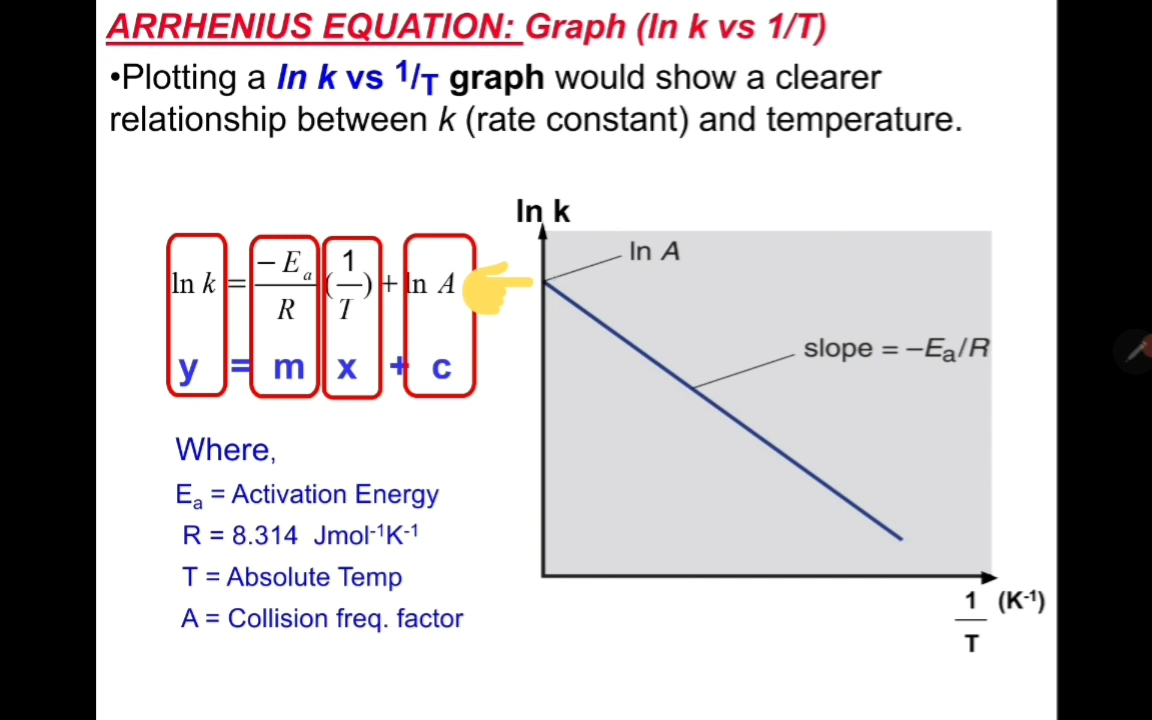 ARRHENIUS EQUATION: Graph (ln k vs 1/T)
•Plotting a ln k vs 1/T graph would show a clearer
relationship between k (rate constant) and temperature.
ln k = −Ea/R (1/T) + ln A
y = m x + c
Where,
Ea = Activation Energy
R = 8.314 Jmol⁻¹K⁻¹
T = Absolute Temp
A = Collision freq. factor
ln k
ln A
slope = −Ea/R
1/T (K⁻¹)